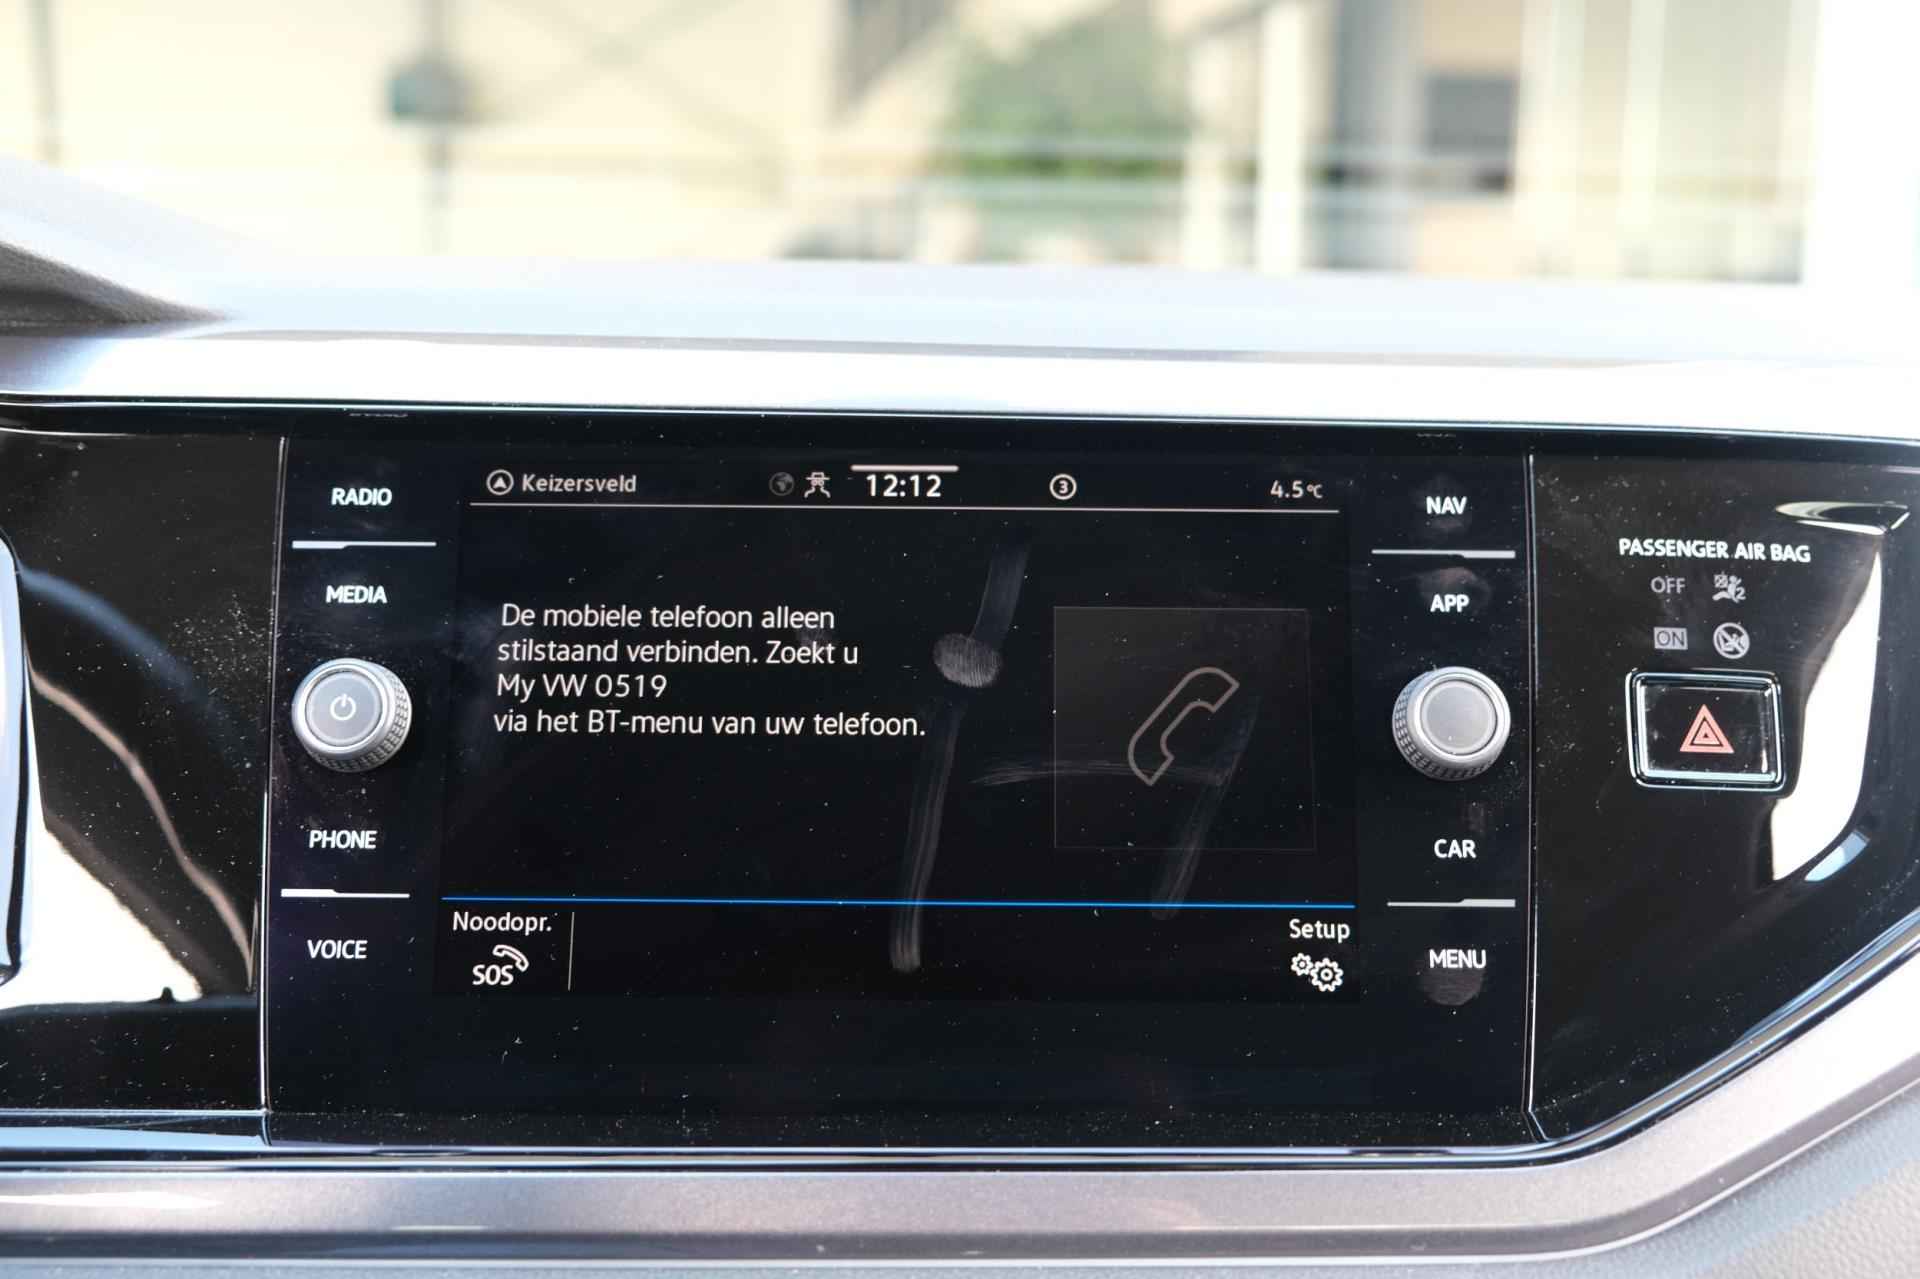 RADIO
MEDIA
PHONE
VOICE
Keizersveld
12:12
3
4.5°C
De mobiele telefoon alleen
stilstaand verbinden. Zoekt u
My VW 0519
via het BT-menu van uw telefoon.
Noodopr.
SOS
Setup
NAV
APP
CAR
MENU
PASSENGER AIR BAG
OFF
2
ON